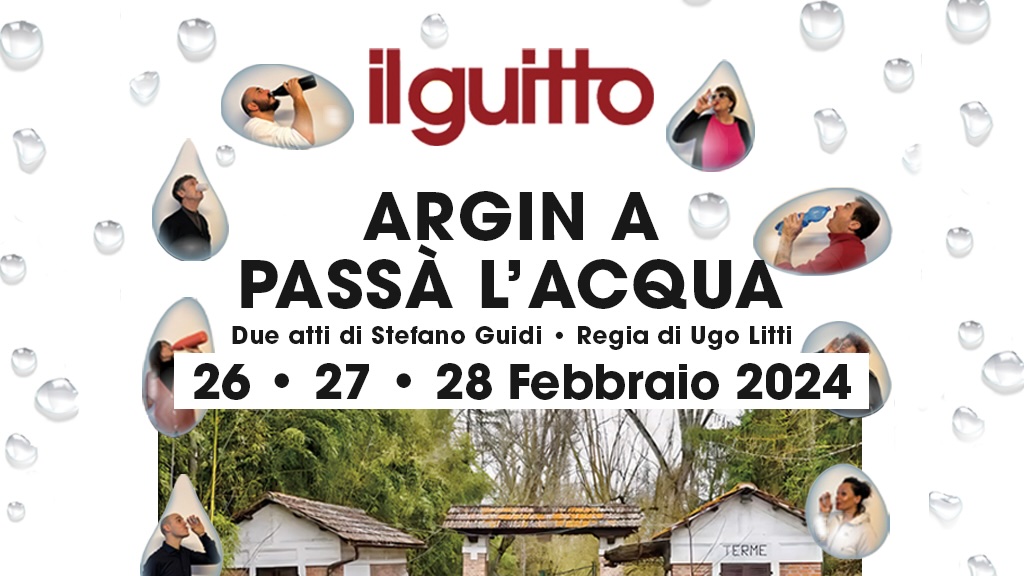 ilguitto
ARGIN A
PASSÀ L'ACQUA
Due atti di Stefano Guidi • Regia di Ugo Litti
26 • 27 • 28 Febbraio 2024
TERME